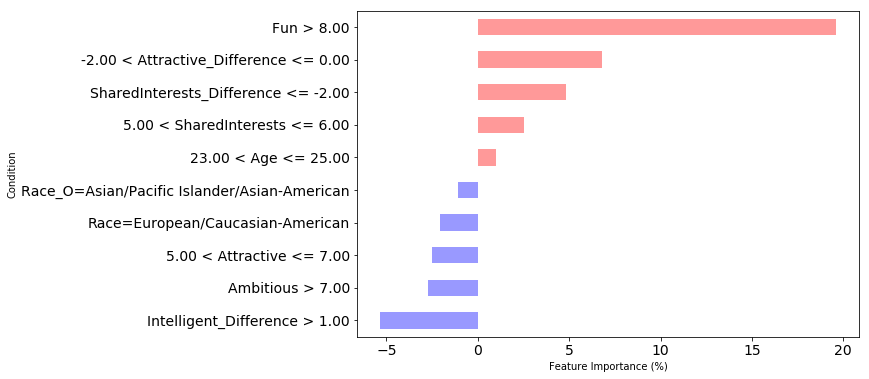 Fun > 8.00
-2.00 < Attractive_Difference <= 0.00
SharedInterests_Difference <= -2.00
5.00 < SharedInterests <= 6.00
23.00 < Age <= 25.00
Race_O=Asian/Pacific Islander/Asian-American
Race=European/Caucasian-American
5.00 < Attractive <= 7.00
Ambitious > 7.00
Intelligent_Difference > 1.00
Condition
−5 0 5 10 15 20
Feature Importance (%)